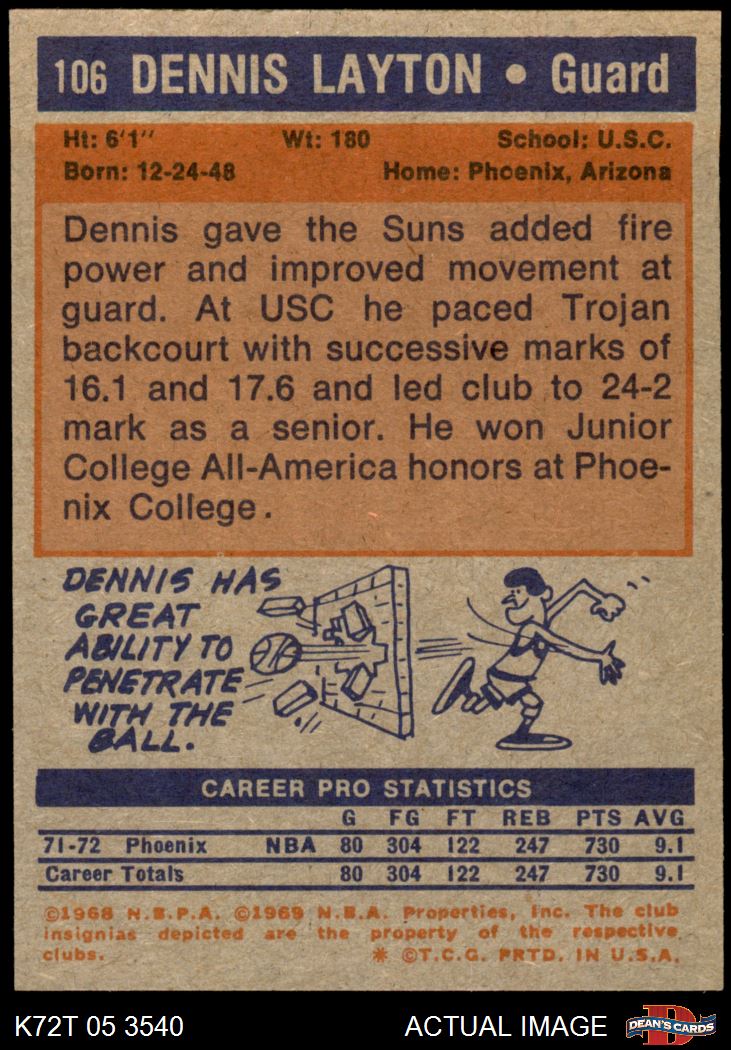 106 DENNIS LAYTON • Guard
Ht: 6'1'' Wt: 180 School: U.S.C.
Born: 12-24-48 Home: Phoenix, Arizona
Dennis gave the Suns added fire
power and improved movement at
guard. At USC he paced Trojan
backcourt with successive marks of
16.1 and 17.6 and led club to 24-2
mark as a senior. He won Junior
College All-America honors at Phoe-
nix College.
DENNIS HAS
GREAT
ABILITY TO
PENETRATE
WITH THE
BALL.
CAREER PRO STATISTICS
G FG FT REB PTS AVG
71-72 Phoenix NBA 80 304 122 247 730 9.1
Career Totals 80 304 122 247 730 9.1
©1968 N.B.P.A. ©1969 N.B.A. Properties, Inc. The club
insignias depicted are the property of the respective
clubs. * ©T.C.G. PRTD. IN U.S.A.
K72T 05 3540 ACTUAL IMAGE DEAN'S CARDS